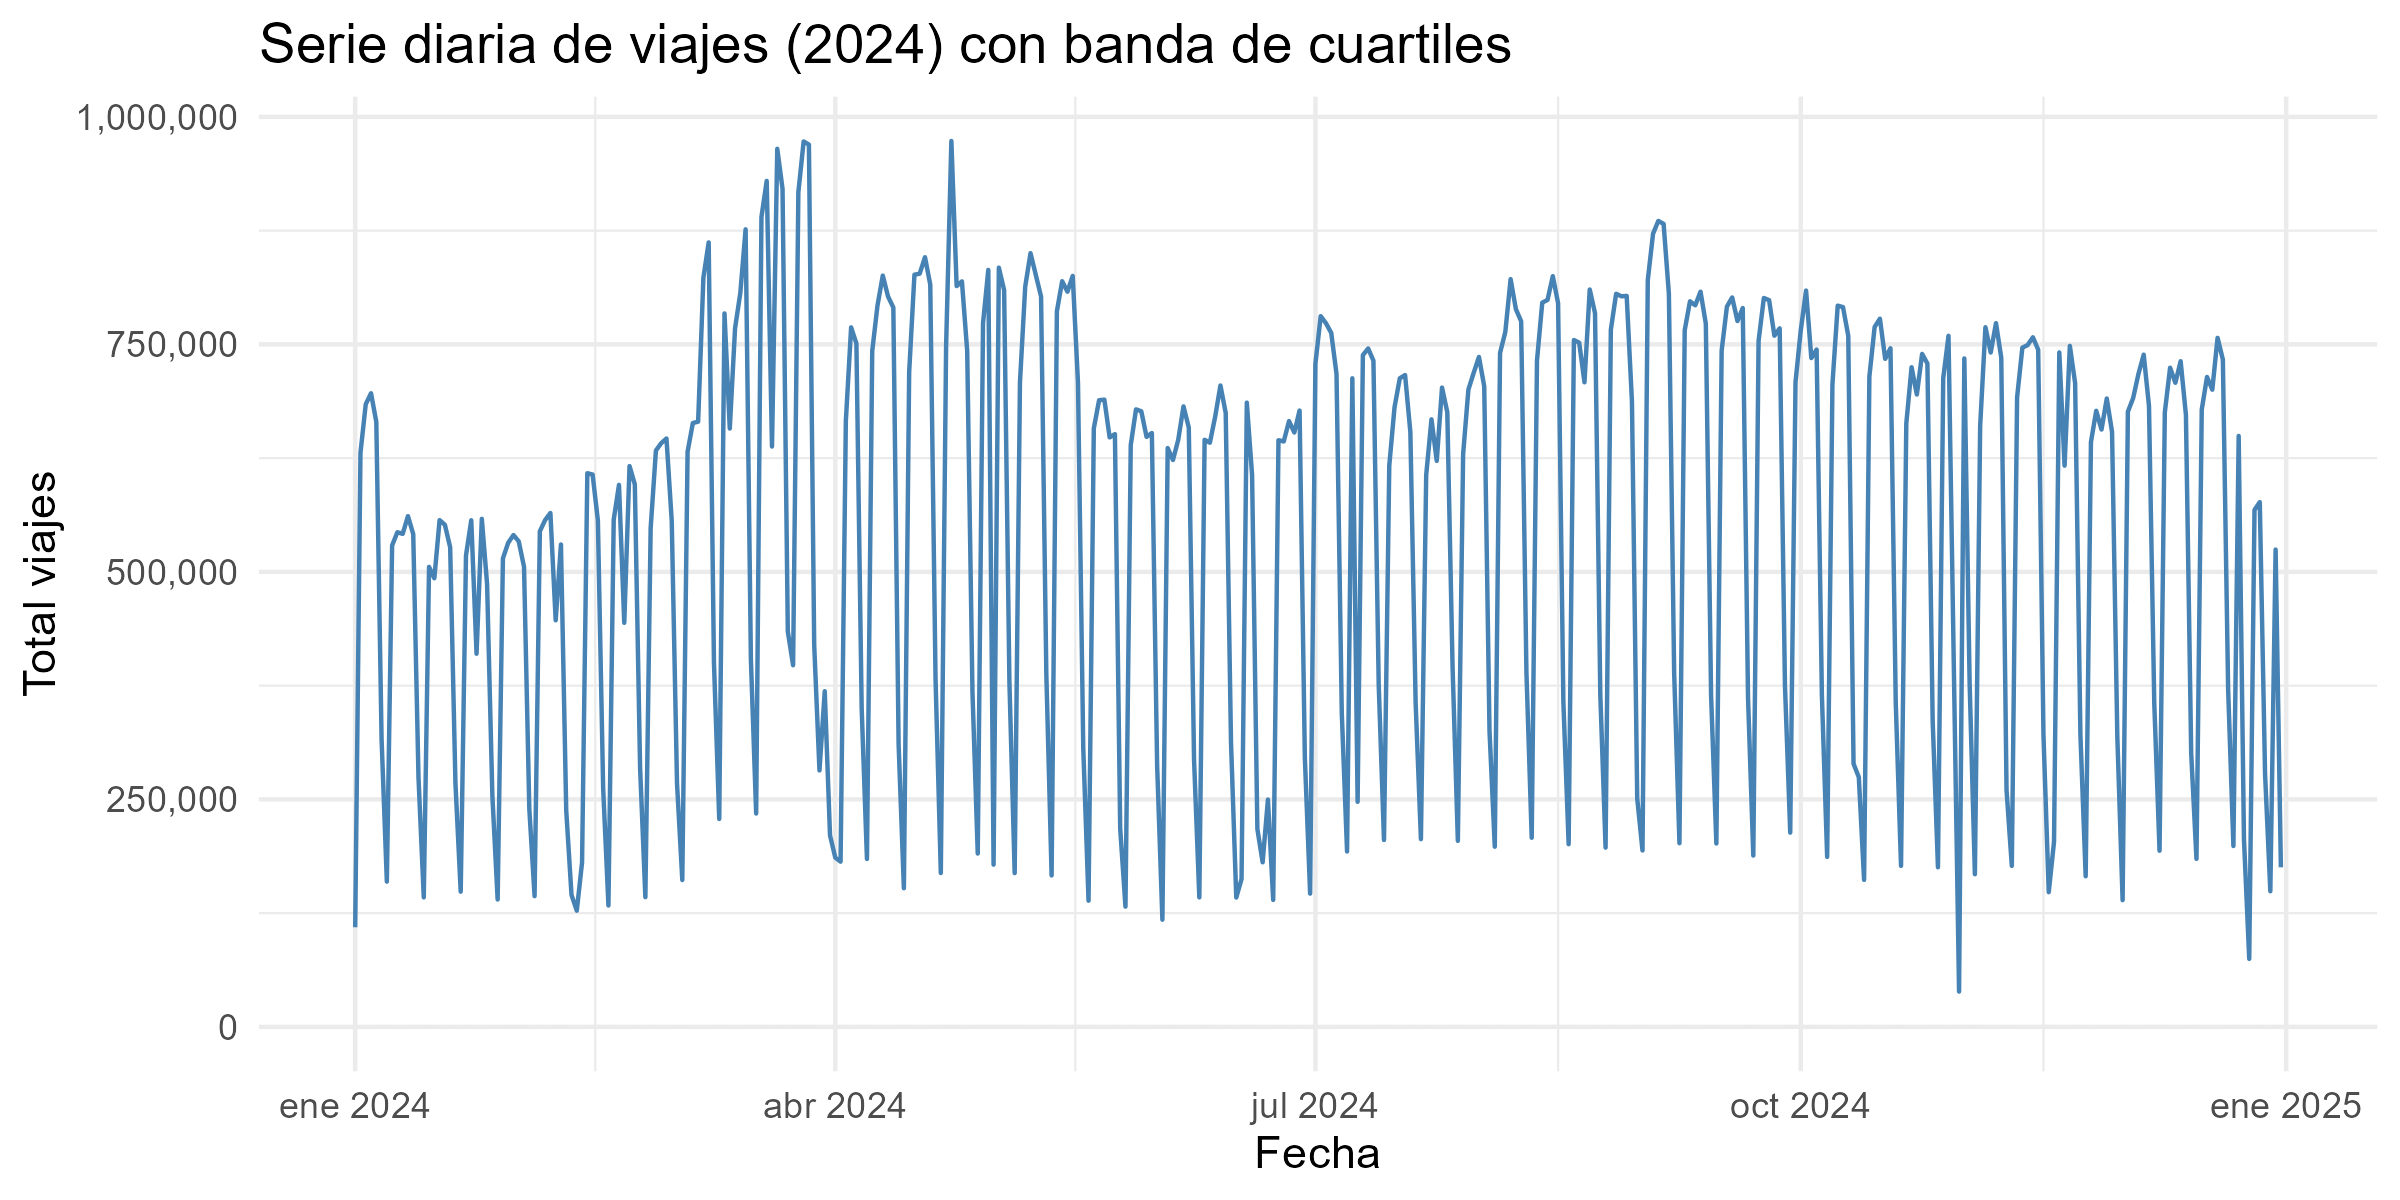 Serie diaria de viajes (2024) con banda de cuartiles
1,000,000
750,000
500,000
250,000
0
Total viajes
ene 2024
abr 2024
jul 2024
oct 2024
ene 2025
Fecha